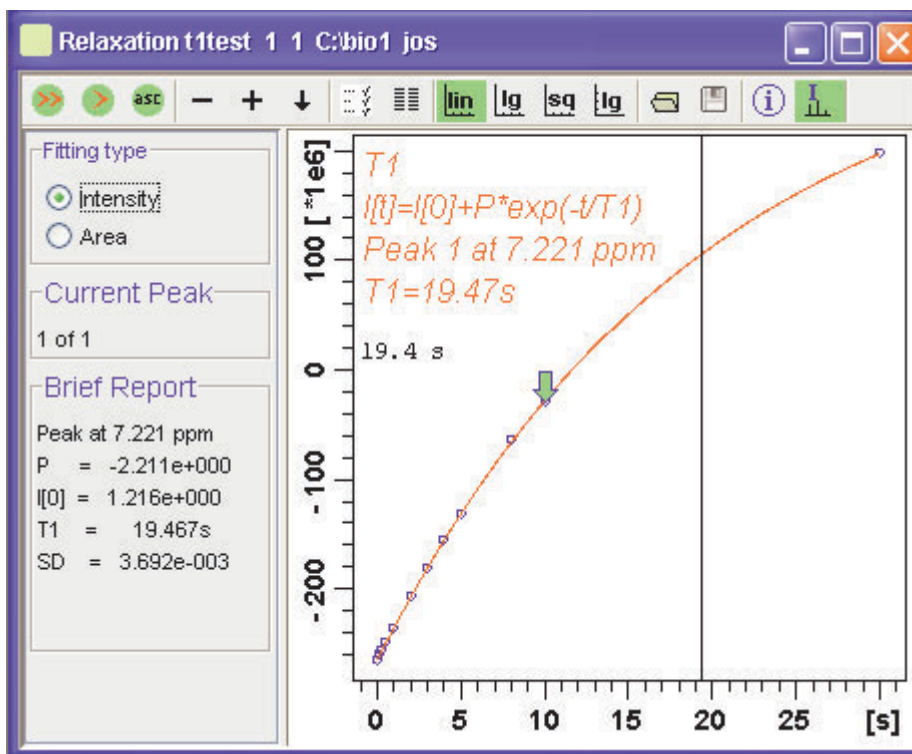 Relaxation t1test 1 1 C:\bio1 jos
asc lin lg sq lg i
Fitting type
Intensity
Area
Current Peak
1 of 1
Brief Report
Peak at 7.221 ppm
P = -2.211e+000
I[0] = 1.216e+000
T1 = 19.467s
SD = 3.692e-003
[*1e6]
100
0
-100
-200
T1
I[t]=I[0]+P*exp(-t/T1)
Peak 1 at 7.221 ppm
T1=19.47s
19.4 s
0 5 10 15 20 25 [s]